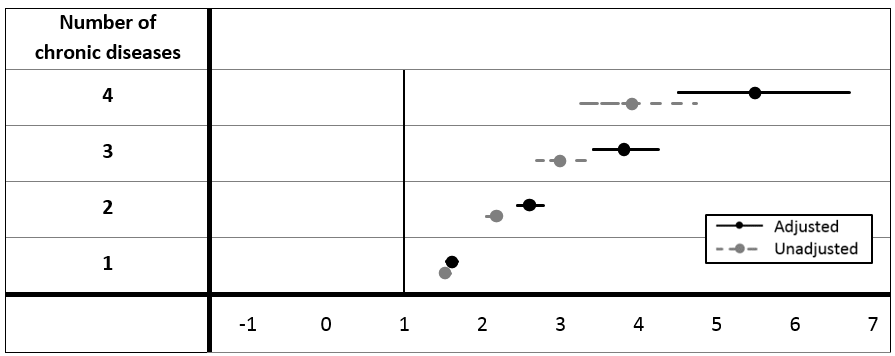 Number of
chronic diseases
4
3
2
1
Adjusted
Unadjusted
-1 0 1 2 3 4 5 6 7